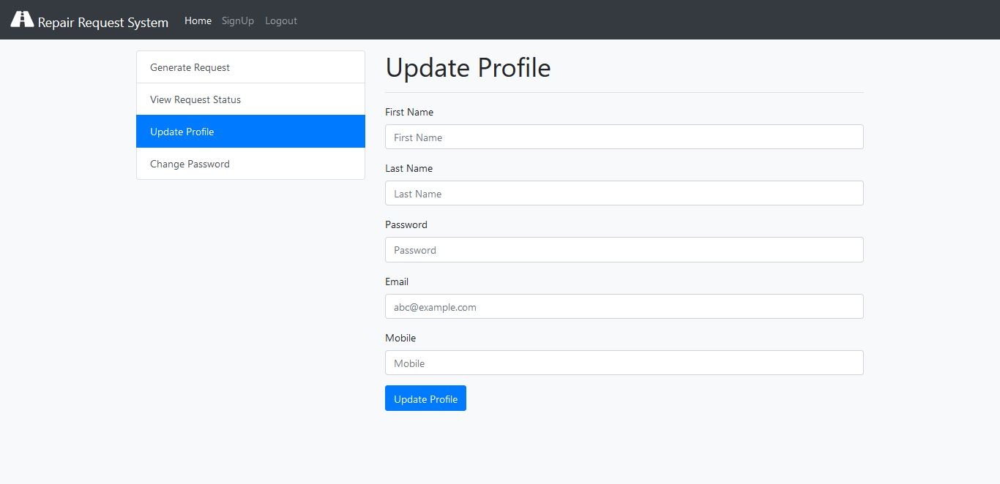 Repair Request System Home SignUp Logout
Generate Request
View Request Status
Update Profile
Change Password
Update Profile
First Name
First Name
Last Name
Last Name
Password
Password
Email
abc@example.com
Mobile
Mobile
Update Profile